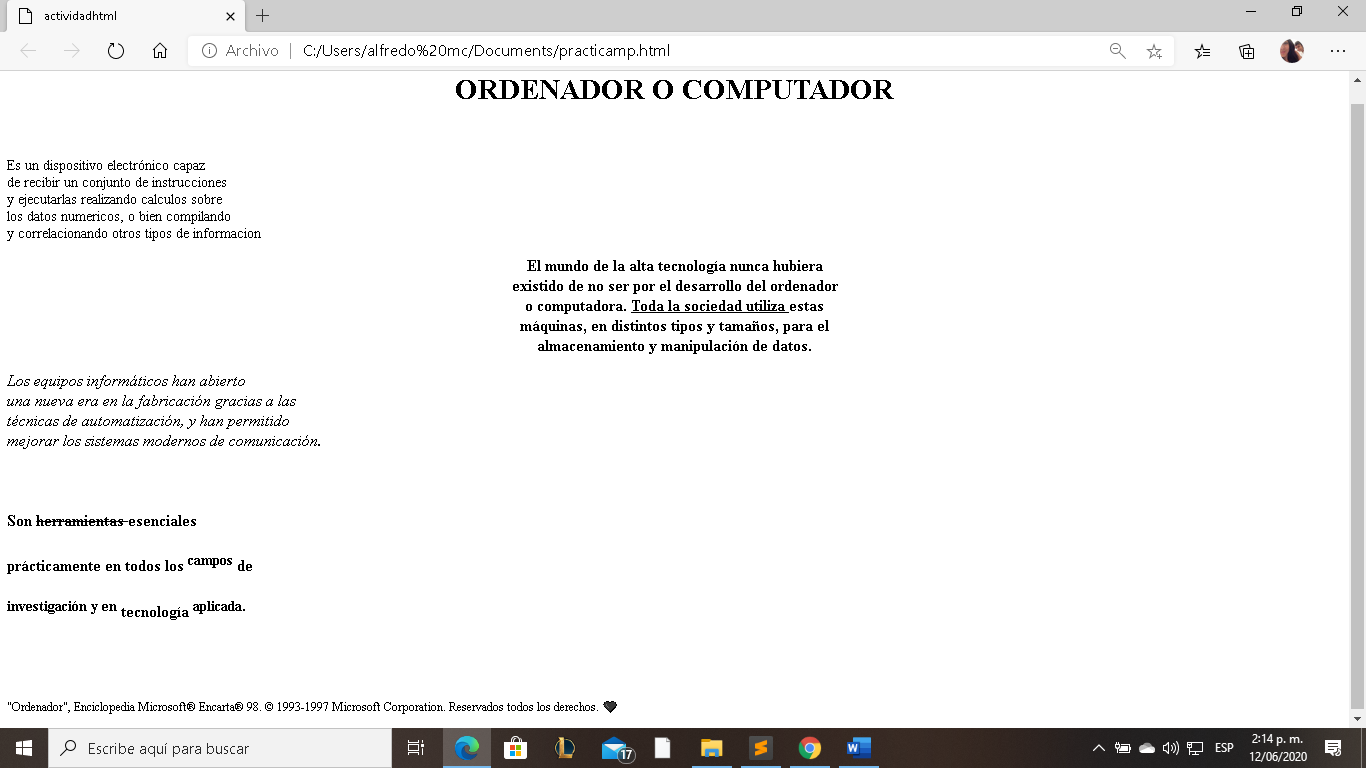 actividadhtml
Archivo | C:/Users/alfredo%20mc/Documents/practicamp.html
ORDENADOR O COMPUTADOR
Es un dispositivo electrónico capaz
de recibir un conjunto de instrucciones
y ejecutarlas realizando calculos sobre
los datos numericos, o bien compilando
y correlacionando otros tipos de informacion
El mundo de la alta tecnología nunca hubiera
existido de no ser por el desarrollo del ordenador
o computadora. Toda la sociedad utiliza estas
máquinas, en distintos tipos y tamaños, para el
almacenamiento y manipulación de datos.
Los equipos informáticos han abierto
una nueva era en la fabricación gracias a las
técnicas de automatización, y han permitido
mejorar los sistemas modernos de comunicación.
Son herramientas esenciales
prácticamente en todos los campos de
investigación y en tecnología aplicada.
"Ordenador", Enciclopedia Microsoft® Encarta® 98. © 1993-1997 Microsoft Corporation. Reservados todos los derechos. 🖤
Escribe aquí para buscar
17
ESP
2:14 p. m.
12/06/2020